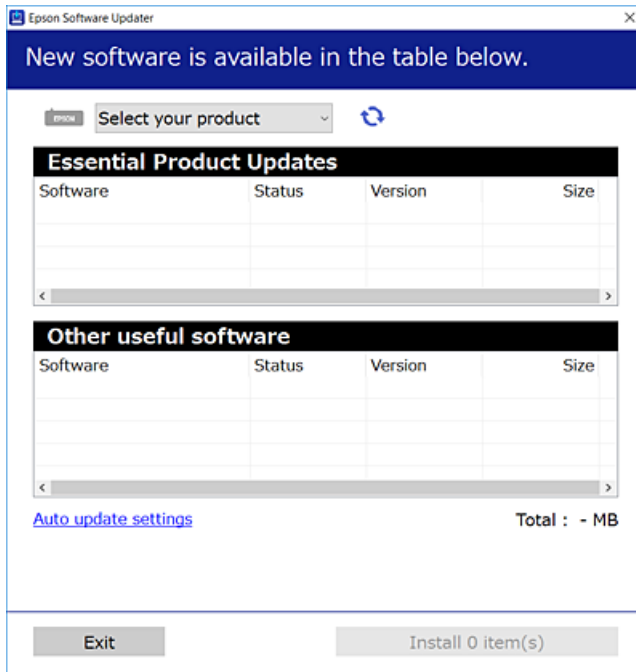 Epson Software Updater
New software is available in the table below.
EPSON Select your product
Essential Product Updates
Software Status Version Size
Other useful software
Software Status Version Size
Auto update settings Total : - MB
Exit Install 0 item(s)